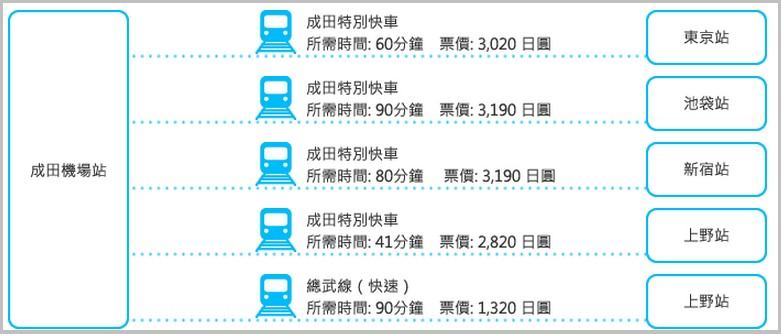 成田機場站
成田特別快車
所需時間: 60分鐘 票價: 3,020 日圓
東京站
成田特別快車
所需時間: 90分鐘 票價: 3,190 日圓
池袋站
成田特別快車
所需時間: 80分鐘 票價: 3,190 日圓
新宿站
成田特別快車
所需時間: 41分鐘 票價: 2,820 日圓
上野站
總武線 ( 快速 )
所需時間: 90分鐘 票價: 1,320 日圓
上野站